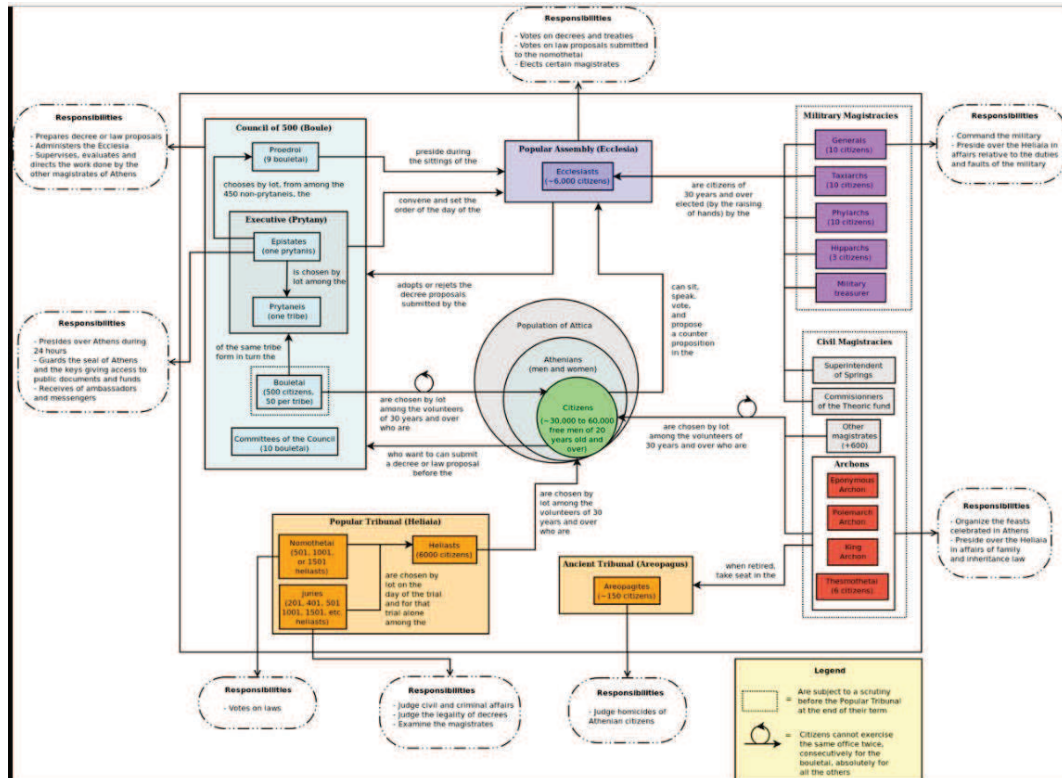 Responsibilities
- Votes on decrees and treaties
- Votes on law proposals submitted
to the nomothetai
- Elects certain magistrates
Responsibilities
- Prepares decree or law proposals
- Administers the Ecclesia
- Supervises, evaluates and
directs the work done by the
other magistrates of Athens
Council of 500 (Boule)
Proedroi
(9 bouletai)
chooses by lot, from among the
450 non-prytaneis, the
Executive (Prytany)
Epistates
(one prytanis)
is chosen by
lot among the
Prytaneis
(one tribe)
of the same tribe
form in turn the
Bouletai
(500 citizens,
50 per tribe)
Committees of the Council
(10 bouletai)
preside during
the sittings of the
convene and set the
order of the day of the
Popular Assembly (Ecclesia)
Ecclesiasts
(~6,000 citizens)
are citizens of
30 years and over
elected (by the raising
of hands) by the
Military Magistracies
Generals
(10 citizens)
Taxiarchs
(10 citizens)
Phylarchs
(10 citizens)
Hipparchs
(3 citizens)
Military
treasurer
Responsibilities
- Command the military
- Preside over the Heliaia in
affairs relative to the duties
and faults of the military
adopts or rejets the
decree proposals
submitted by the
can sit,
speak,
vote,
and
propose
a counter
proposition
in the
Responsibilities
- Presides over Athens during
24 hours
- Guards the seal of Athens
and the keys giving access to
public documents and funds
- Receives of ambassadors
and messengers
Population of Attica
Athenians
(men and women)
Citizens
(~30,000 to 60,000
free men of 20
years old and
over)
are chosen by lot
among the volunteers
of 30 years and over
who are
who want to can submit
a decree or law proposal
before the
are chosen by lot
among the volunteers of
30 years and over who are
Civil Magistracies
Superintendent
of Springs
Commisionners
of the Theoric fund
Other
magistrates
(+600)
Archons
Eponymous
Archon
Polemarch
Archon
King
Archon
Thesmothetai
(6 citizens)
Responsibilities
- Organize the feasts
celebrated in Athens
- Preside over the Heliaia
in affairs of family
and inheritance law
are chosen by
lot among the
volunteers of 30
years and over
who are
Popular Tribunal (Heliaia)
Nomothetai
(501, 1001,
or 1501
heliasts)
Heliasts
(6000 citizens)
Juries
(201, 401, 501
1001, 1501, etc
heliasts)
are chosen by
lot on the
day of the trial
and for that
trial alone
among the
Ancient Tribunal (Areopagus)
Areopagites
(~150 citizens)
when retired,
take seat in the
Responsibilities
- Votes on laws
Responsibilities
- Judge civil and criminal affairs
- Judge the legality of decrees
- Examine the magistrates
Responsibilities
- Judge homicides of
Athenian citizens
Legend
= Are subject to a scrutiny
before the Popular Tribunal
at the end of their term
= Citizens cannot exercise
the same office twice,
consecutively for the
bouletai, absolutely for
all the others